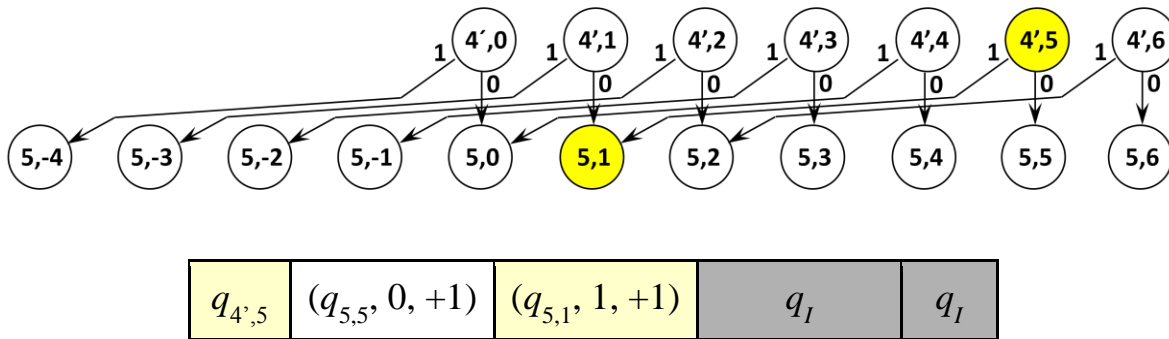 4´,0 4',1 4',2 4',3 4',4 4',5 4',6
1 1 1 1 1 1 1
0 0 0 0 0 0 0
5,-4 5,-3 5,-2 5,-1 5,0 5,1 5,2 5,3 5,4 5,5 5,6
q4’,5 (q5,5, 0, +1) (q5,1, 1, +1) qI qI